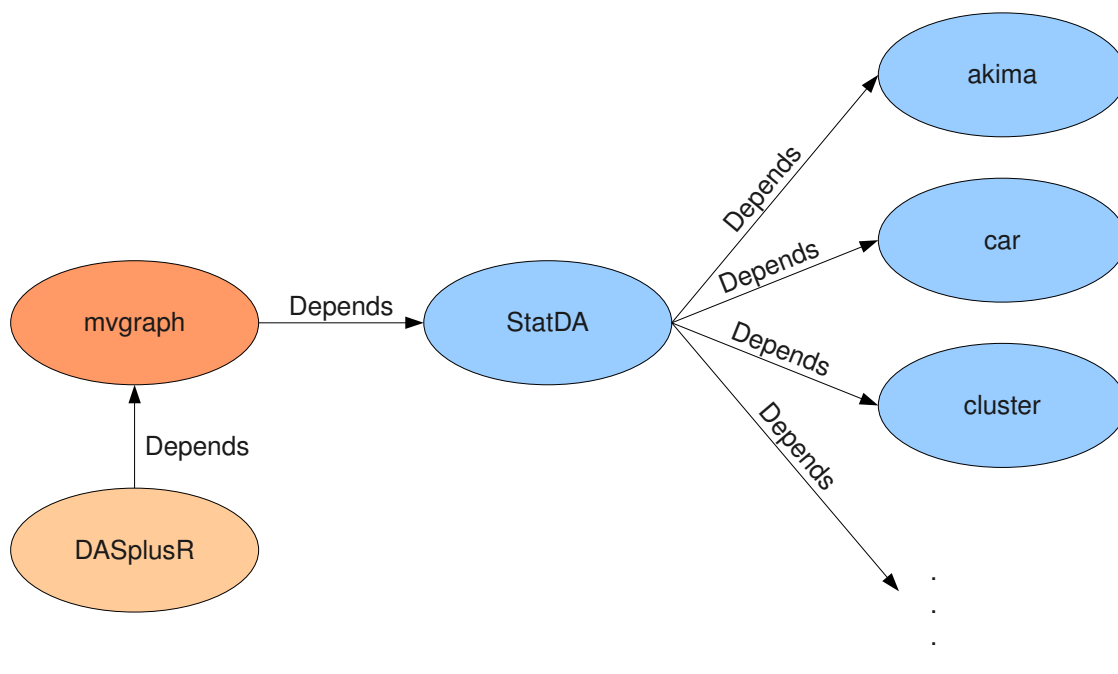 akima
Depends
car
Depends
mvgraph
Depends
StatDA
Depends
cluster
Depends
Depends
DASplusR
.
.
.